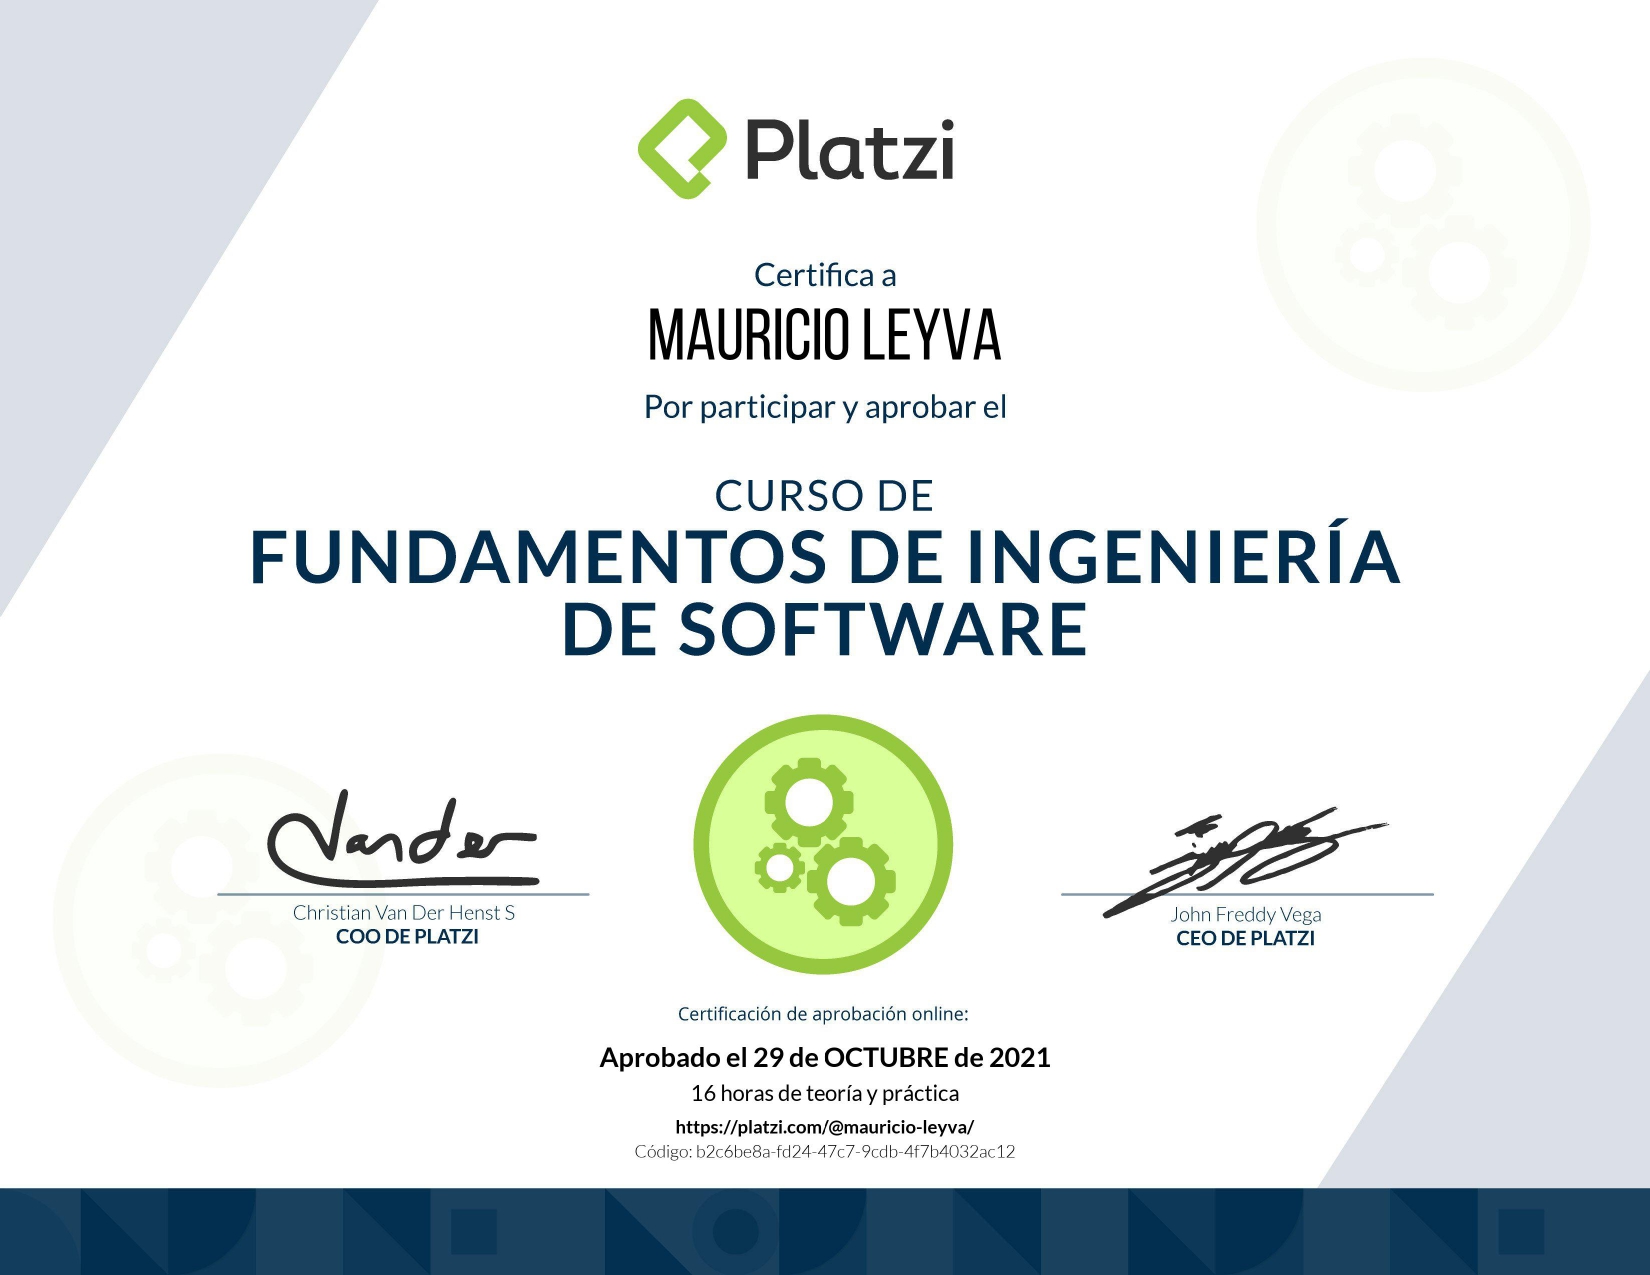 Platzi
Certifica a
MAURICIO LEYVA
Por participar y aprobar el
CURSO DE
FUNDAMENTOS DE INGENIERÍA
DE SOFTWARE
Vander
Christian Van Der Henst S
COO DE PLATZI
John Freddy Vega
CEO DE PLATZI
Certificación de aprobación online:
Aprobado el 29 de OCTUBRE de 2021
16 horas de teoría y práctica
https://platzi.com/@mauricio-leyva/
Código: b2c6be8a-fd24-47c7-9cdb-4f7b4032ac12